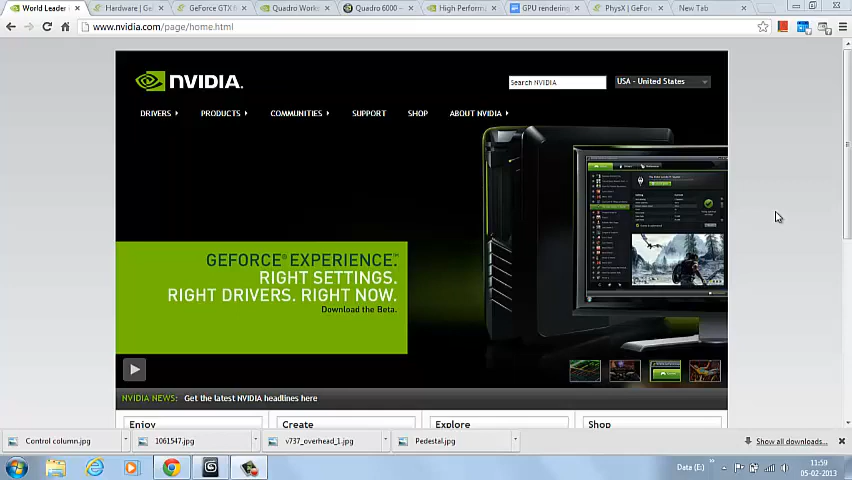 World Leader
Hardware | Ge
GeForce GTX
Quadro Work
Quadro 6000 –
High Perform
GPU rendering
PhysX | GeFo
New Tab
www.nvidia.com/page/home.html
NVIDIA.
Search NVIDIA
USA - United States
DRIVERS
PRODUCTS
COMMUNITIES
SUPPORT
SHOP
ABOUT NVIDIA
GEFORCE® EXPERIENCE.™
RIGHT SETTINGS.
RIGHT DRIVERS. RIGHT NOW.
Download the Beta.
NVIDIA NEWS: Get the latest NVIDIA headlines here
Enjoy
Create
Explore
Shop
Control column.jpg
1061547.jpg
v737_overhead_1.jpg
Pedestal.jpg
Show all downloads...
Data (E:)
11:59
05-02-2013